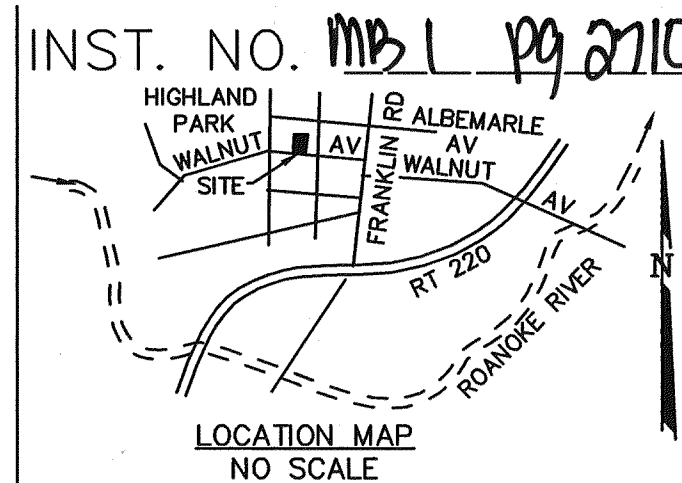 INST. NO. MB 1 pg 2710
HIGHLAND
PARK
RD
ALBEMARLE
AV
WALNUT
AV
WALNUT
SITE
FRANKLIN
AV
RT 220
N
ROANOKE RIVER
LOCATION MAP
NO SCALE